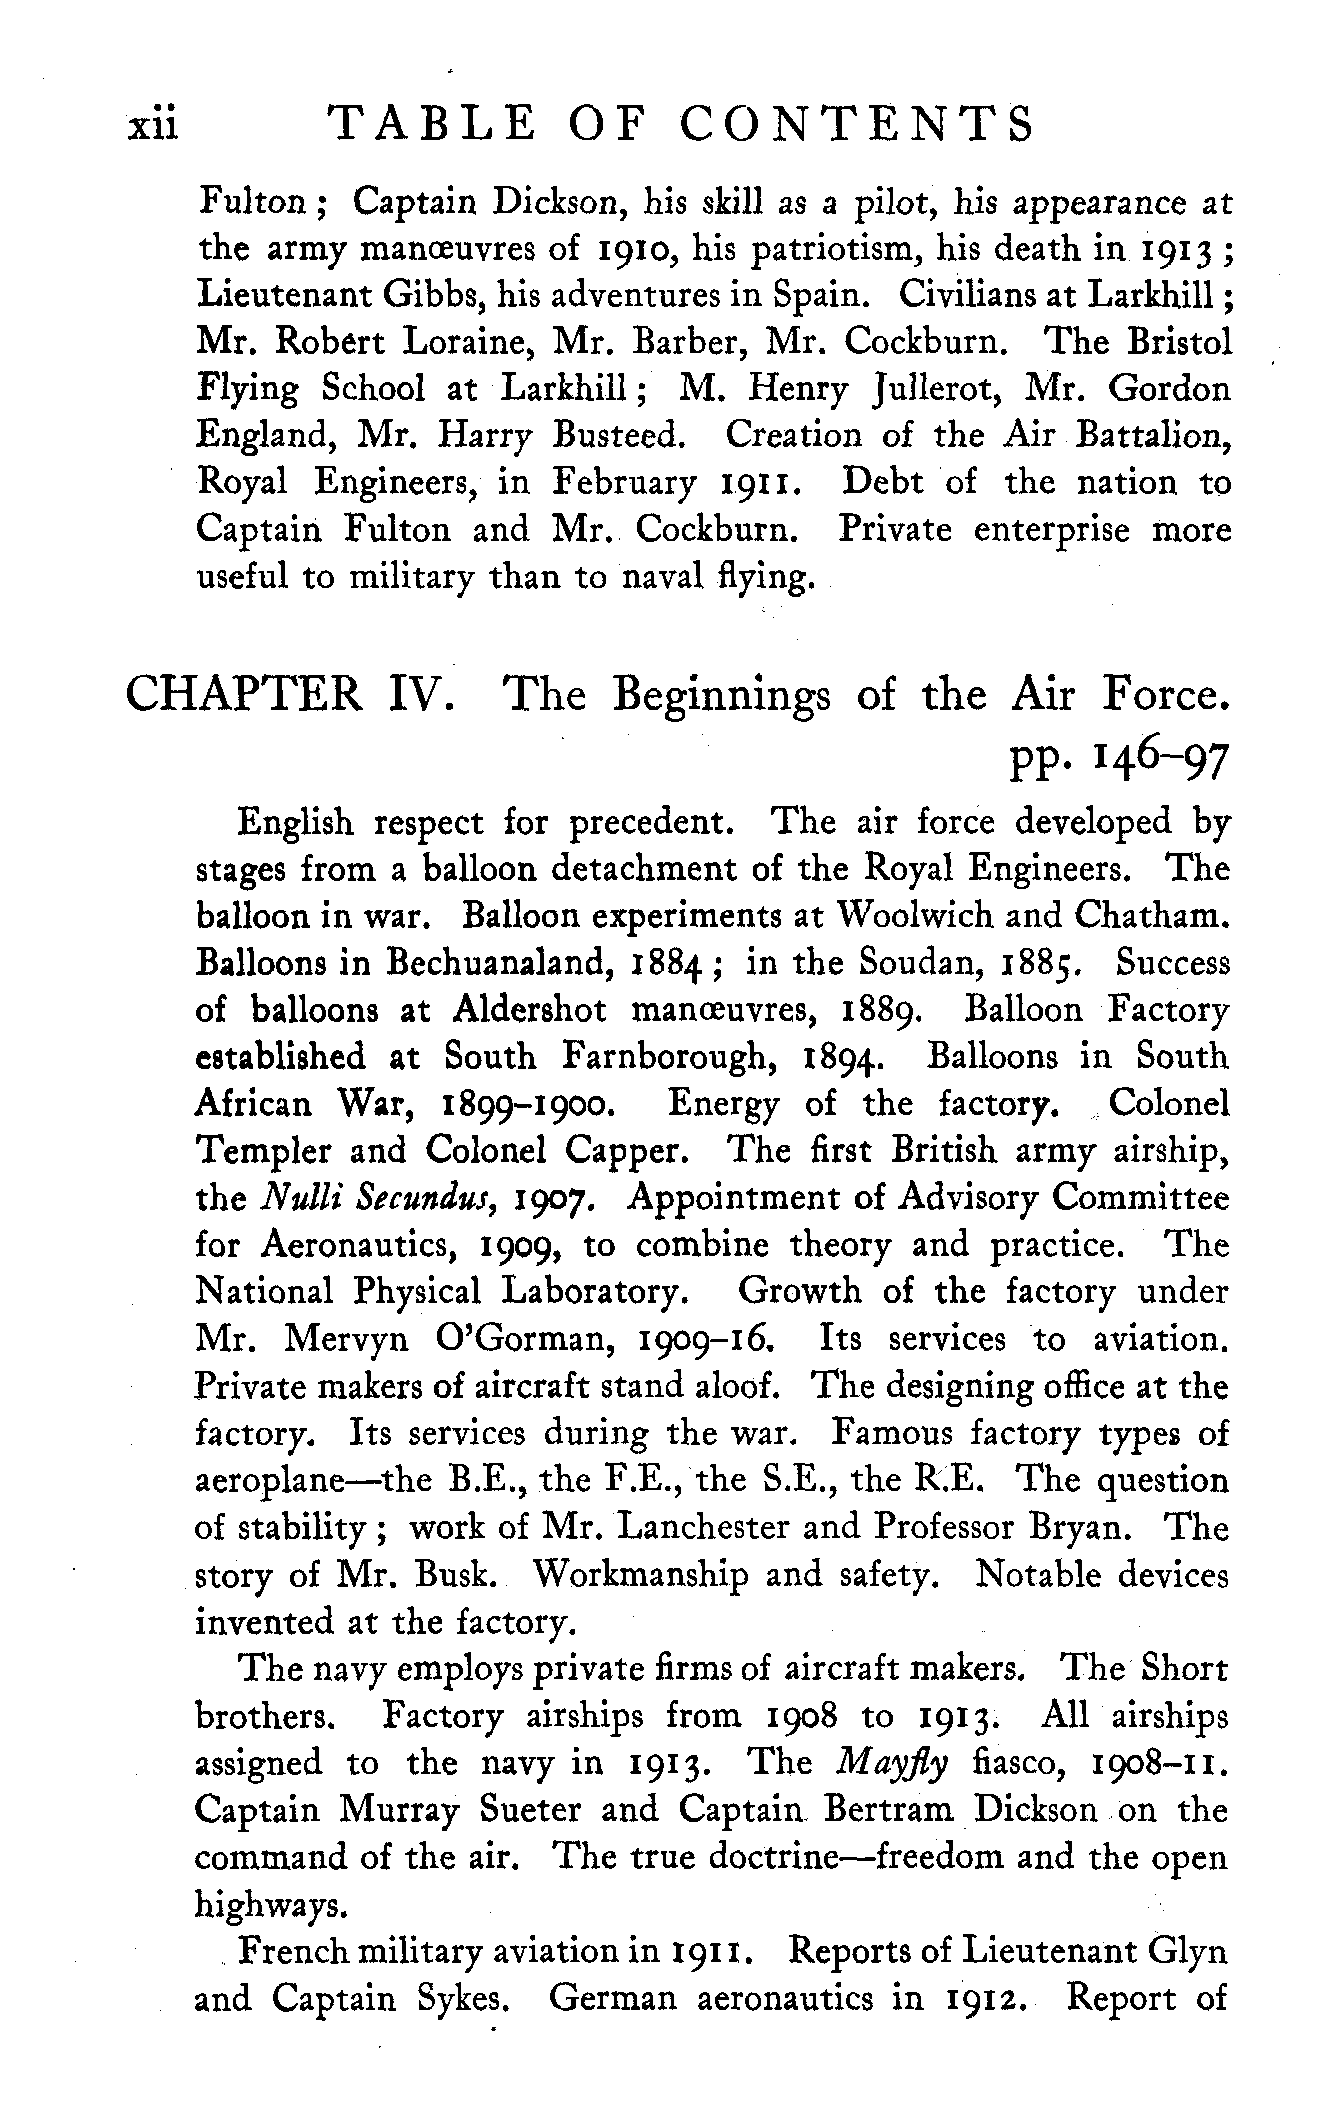 xii TABLE OF CONTENTS
Fulton ; Captain Dickson, his skill as a pilot, his appearance at
the army manœuvres of 1910, his patriotism, his death in 1913 ;
Lieutenant Gibbs, his adventures in Spain. Civilians at Larkhill ;
Mr. Robert Loraine, Mr. Barber, Mr. Cockburn. The Bristol
Flying School at Larkhill ; M. Henry Jullerot, Mr. Gordon
England, Mr. Harry Busteed. Creation of the Air Battalion,
Royal Engineers, in February 1911. Debt of the nation to
Captain Fulton and Mr. Cockburn. Private enterprise more
useful to military than to naval flying.
CHAPTER IV. The Beginnings of the Air Force.
pp. 146–97
English respect for precedent. The air force developed by
stages from a balloon detachment of the Royal Engineers. The
balloon in war. Balloon experiments at Woolwich and Chatham.
Balloons in Bechuanaland, 1884 ; in the Soudan, 1885. Success
of balloons at Aldershot manœuvres, 1889. Balloon Factory
established at South Farnborough, 1894. Balloons in South
African War, 1899–1900. Energy of the factory. Colonel
Templer and Colonel Capper. The first British army airship,
the Nulli Secundus, 1907. Appointment of Advisory Committee
for Aeronautics, 1909, to combine theory and practice. The
National Physical Laboratory. Growth of the factory under
Mr. Mervyn O'Gorman, 1909–16. Its services to aviation.
Private makers of aircraft stand aloof. The designing office at the
factory. Its services during the war. Famous factory types of
aeroplane—the B.E., the F.E., the S.E., the R.E. The question
of stability ; work of Mr. Lanchester and Professor Bryan. The
story of Mr. Busk. Workmanship and safety. Notable devices
invented at the factory.
The navy employs private firms of aircraft makers. The Short
brothers. Factory airships from 1908 to 1913. All airships
assigned to the navy in 1913. The Mayfly fiasco, 1908–11.
Captain Murray Sueter and Captain Bertram Dickson on the
command of the air. The true doctrine—freedom and the open
highways.
French military aviation in 1911. Reports of Lieutenant Glyn
and Captain Sykes. German aeronautics in 1912. Report of